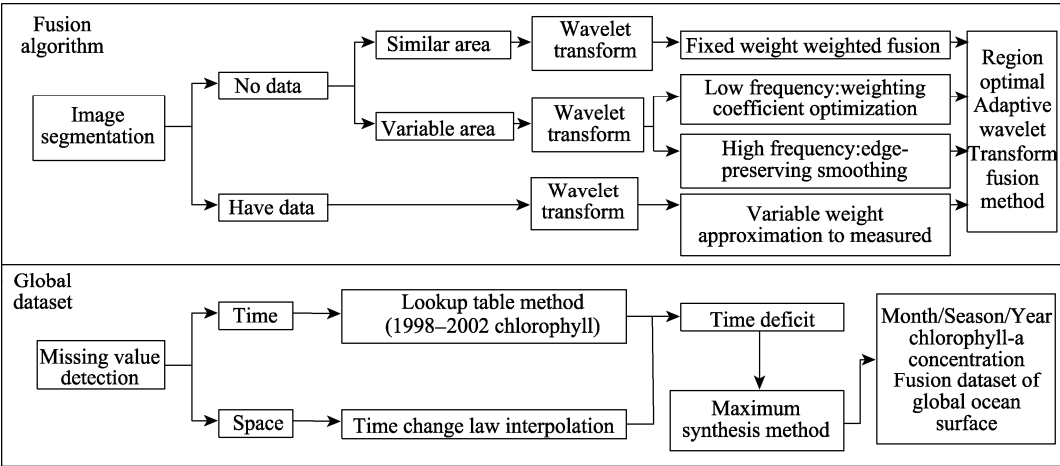 Fusion
algorithm
Image
segmentation
No data
Have data
Similar area
Variable area
Wavelet
transform
Wavelet
transform
Wavelet
transform
Fixed weight weighted fusion
Low frequency:weighting
coefficient optimization
High frequency:edge-
preserving smoothing
Variable weight
approximation to measured
Region
optimal
Adaptive
wavelet
Transform
fusion
method
Global
dataset
Missing value
detection
Time
Space
Lookup table method
(1998–2002 chlorophyll)
Time change law interpolation
Time deficit
Maximum
synthesis method
Month/Season/Year
chlorophyll-a
concentration
Fusion dataset of
global ocean
surface